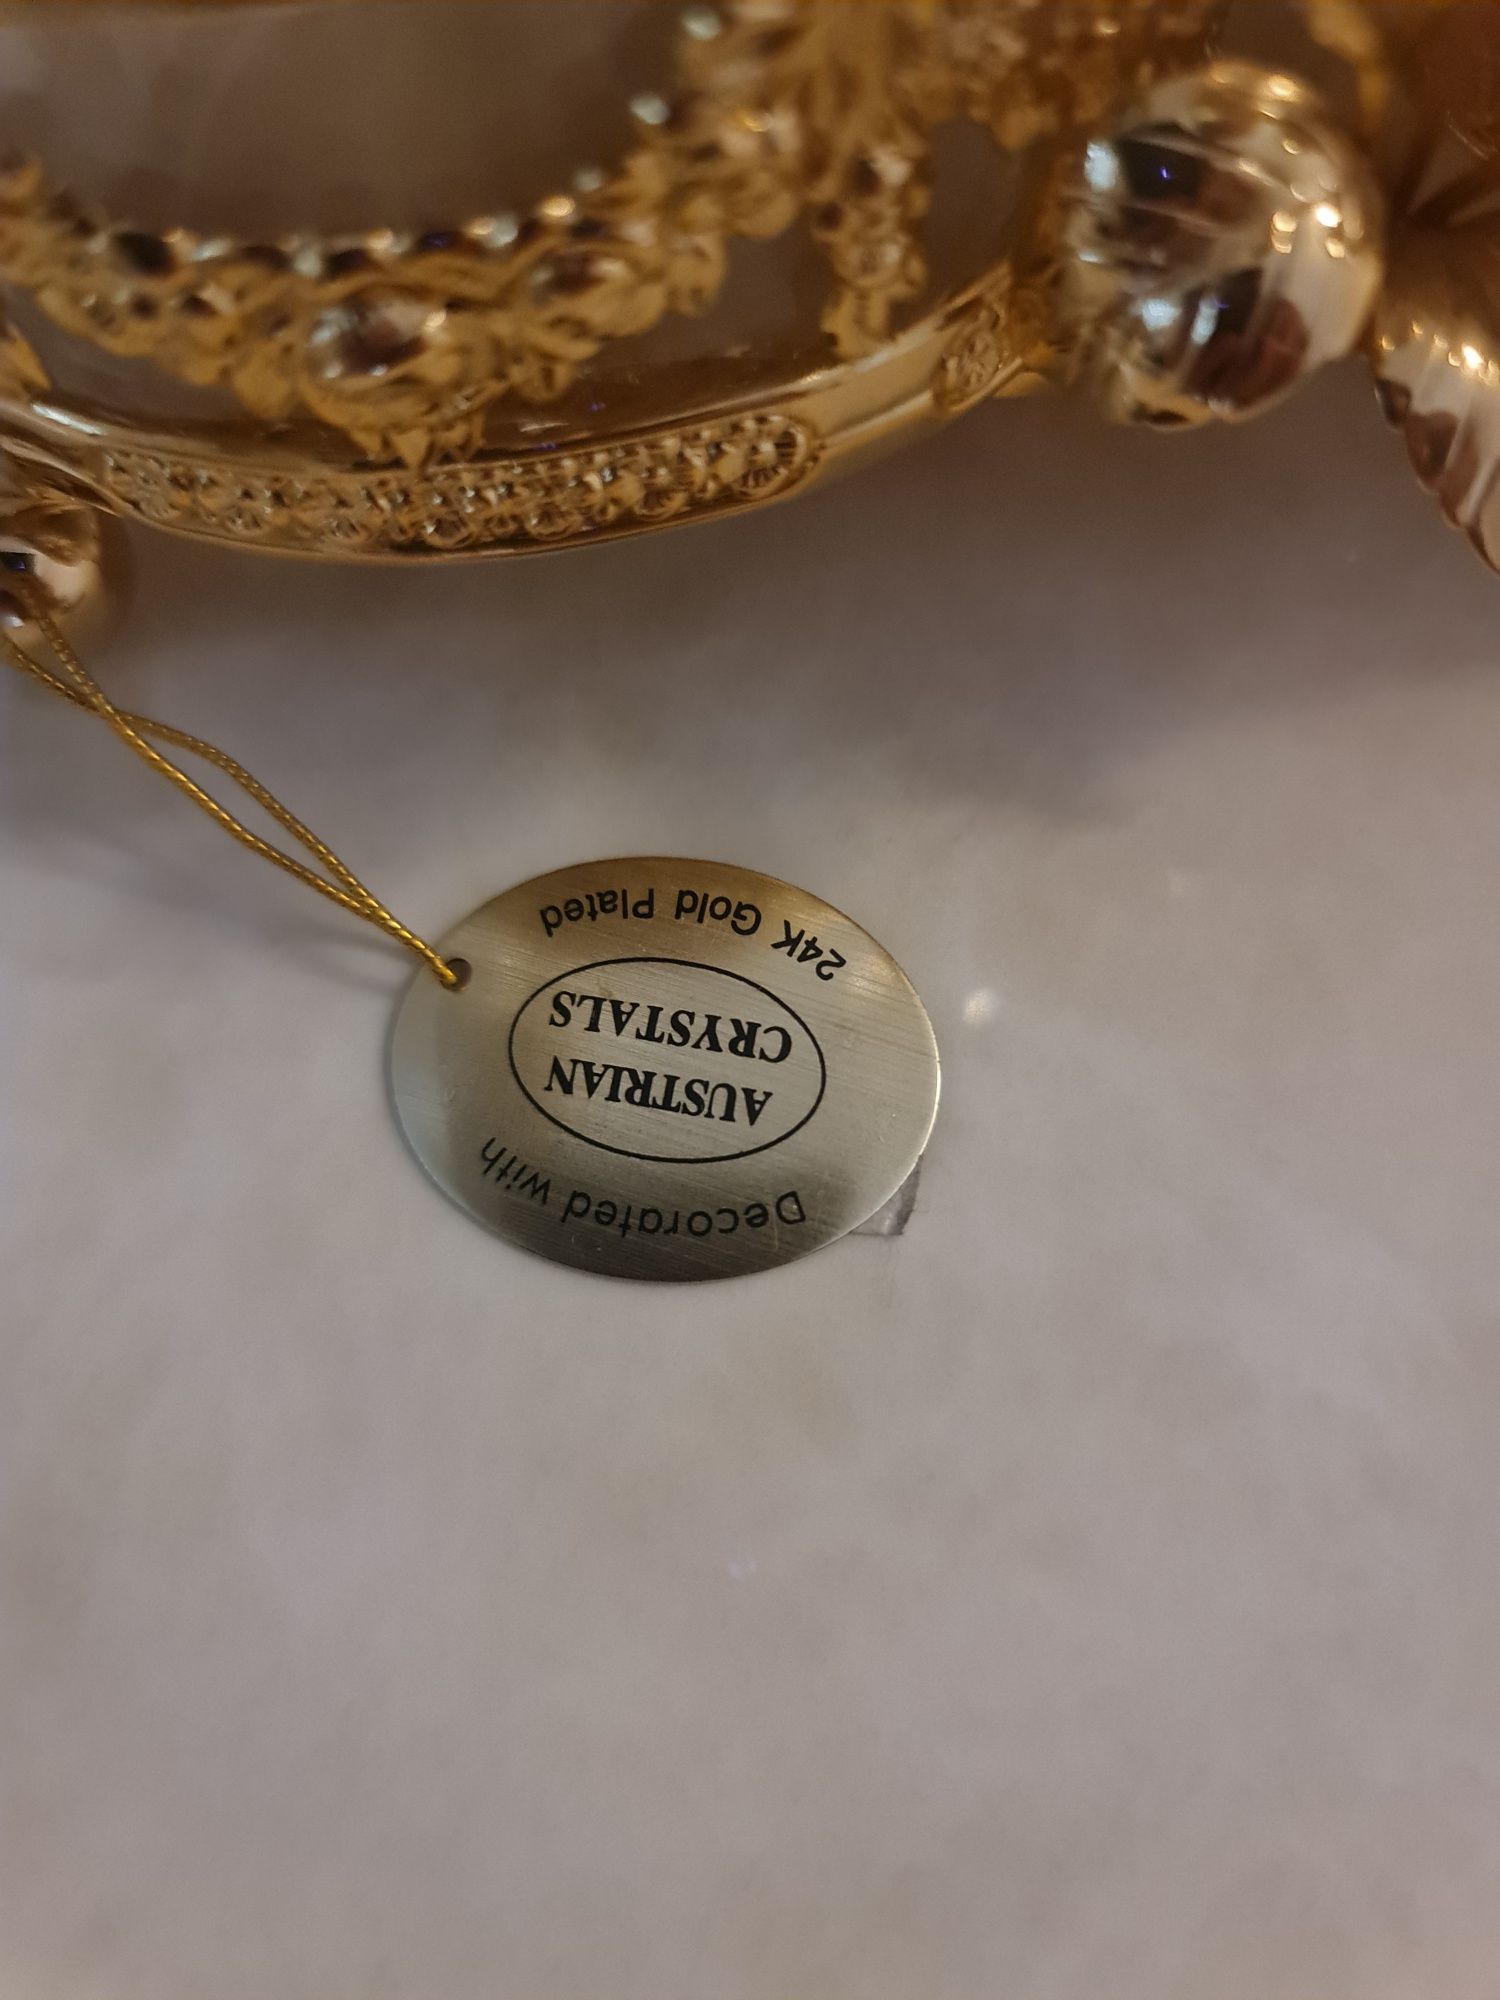 Decorated with
AUSTRIAN
CRYSTALS
24K Gold Plated